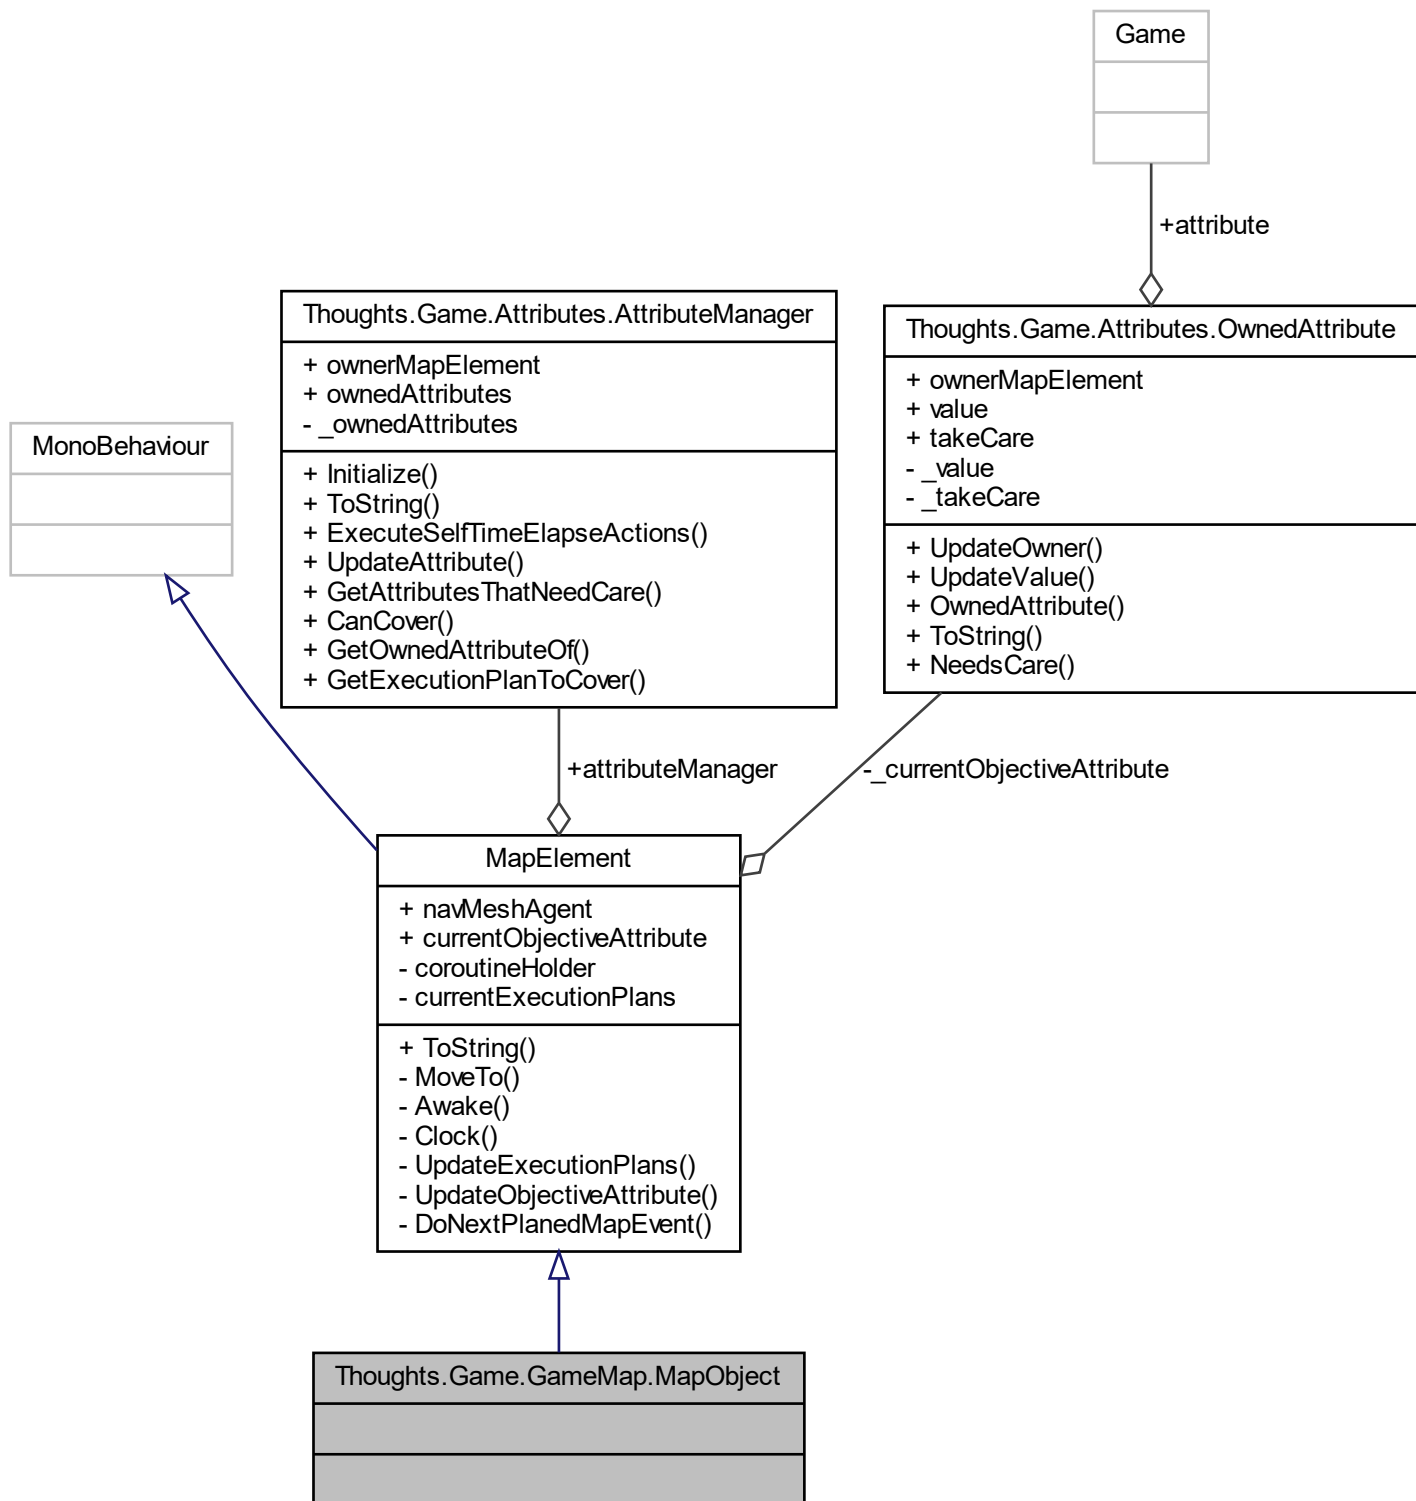 Game
+attribute
Thoughts.Game.Attributes.AttributeManager
+ ownerMapElement
+ ownedAttributes
- _ownedAttributes
+ Initialize()
+ ToString()
+ ExecuteSelfTimeElapseActions()
+ UpdateAttribute()
+ GetAttributesThatNeedCare()
+ CanCover()
+ GetOwnedAttributeOf()
+ GetExecutionPlanToCover()
Thoughts.Game.Attributes.OwnedAttribute
+ ownerMapElement
+ value
+ takeCare
- _value
- _takeCare
+ UpdateOwner()
+ UpdateValue()
+ OwnedAttribute()
+ ToString()
+ NeedsCare()
MonoBehaviour
+attributeManager
-_currentObjectiveAttribute
MapElement
+ navMeshAgent
+ currentObjectiveAttribute
- coroutineHolder
- currentExecutionPlans
+ ToString()
- MoveTo()
- Awake()
- Clock()
- UpdateExecutionPlans()
- UpdateObjectiveAttribute()
- DoNextPlanedMapEvent()
Thoughts.Game.GameMap.MapObject